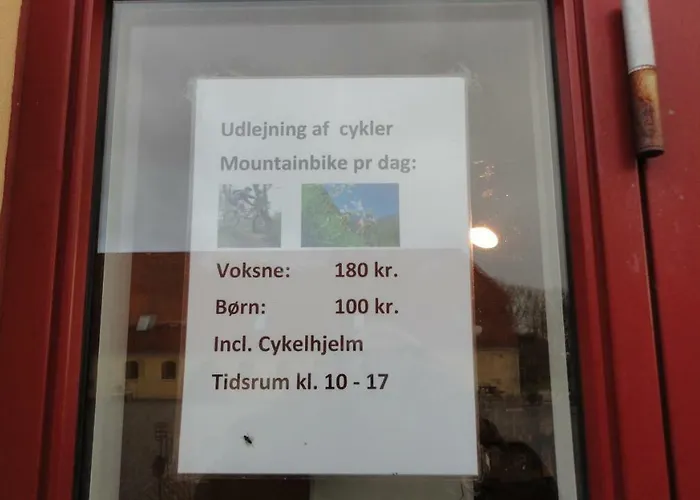 Udlejning af cykler
Mountainbike pr dag:
Voksne: 180 kr.
Børn: 100 kr.
Incl. Cykelhjelm
Tidsrum kl. 10 - 17